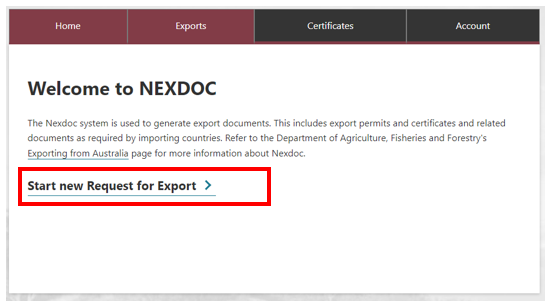 Home Exports Certificates Account
Welcome to NEXDOC
The Nexdoc system is used to generate export documents. This includes export permits and certificates and related
documents as required by importing countries. Refer to the Department of Agriculture, Fisheries and Forestry's
Exporting from Australia page for more information about Nexdoc.
Start new Request for Export